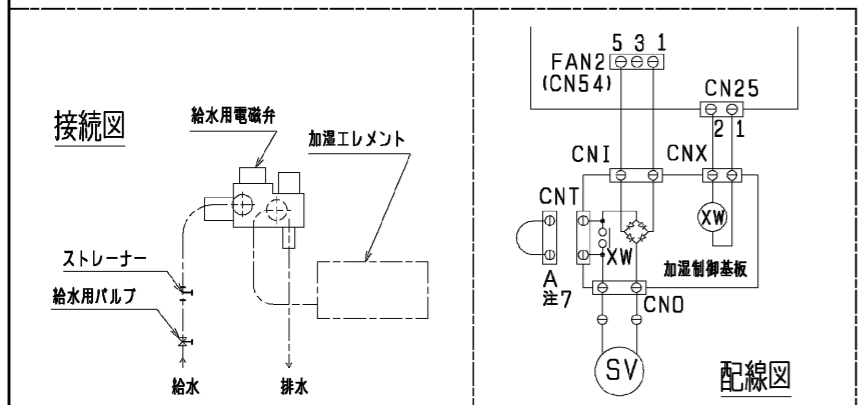 接続図
給水用電磁弁
加湿エレメント
ストレーナー
給水用バルブ
給水
排水
5 3 1
FAN2
(CN54)
CN25
2 1
CNI
CNX
CNT
XW
XW
加湿制御基板
A
注7
CNO
SV
配線図